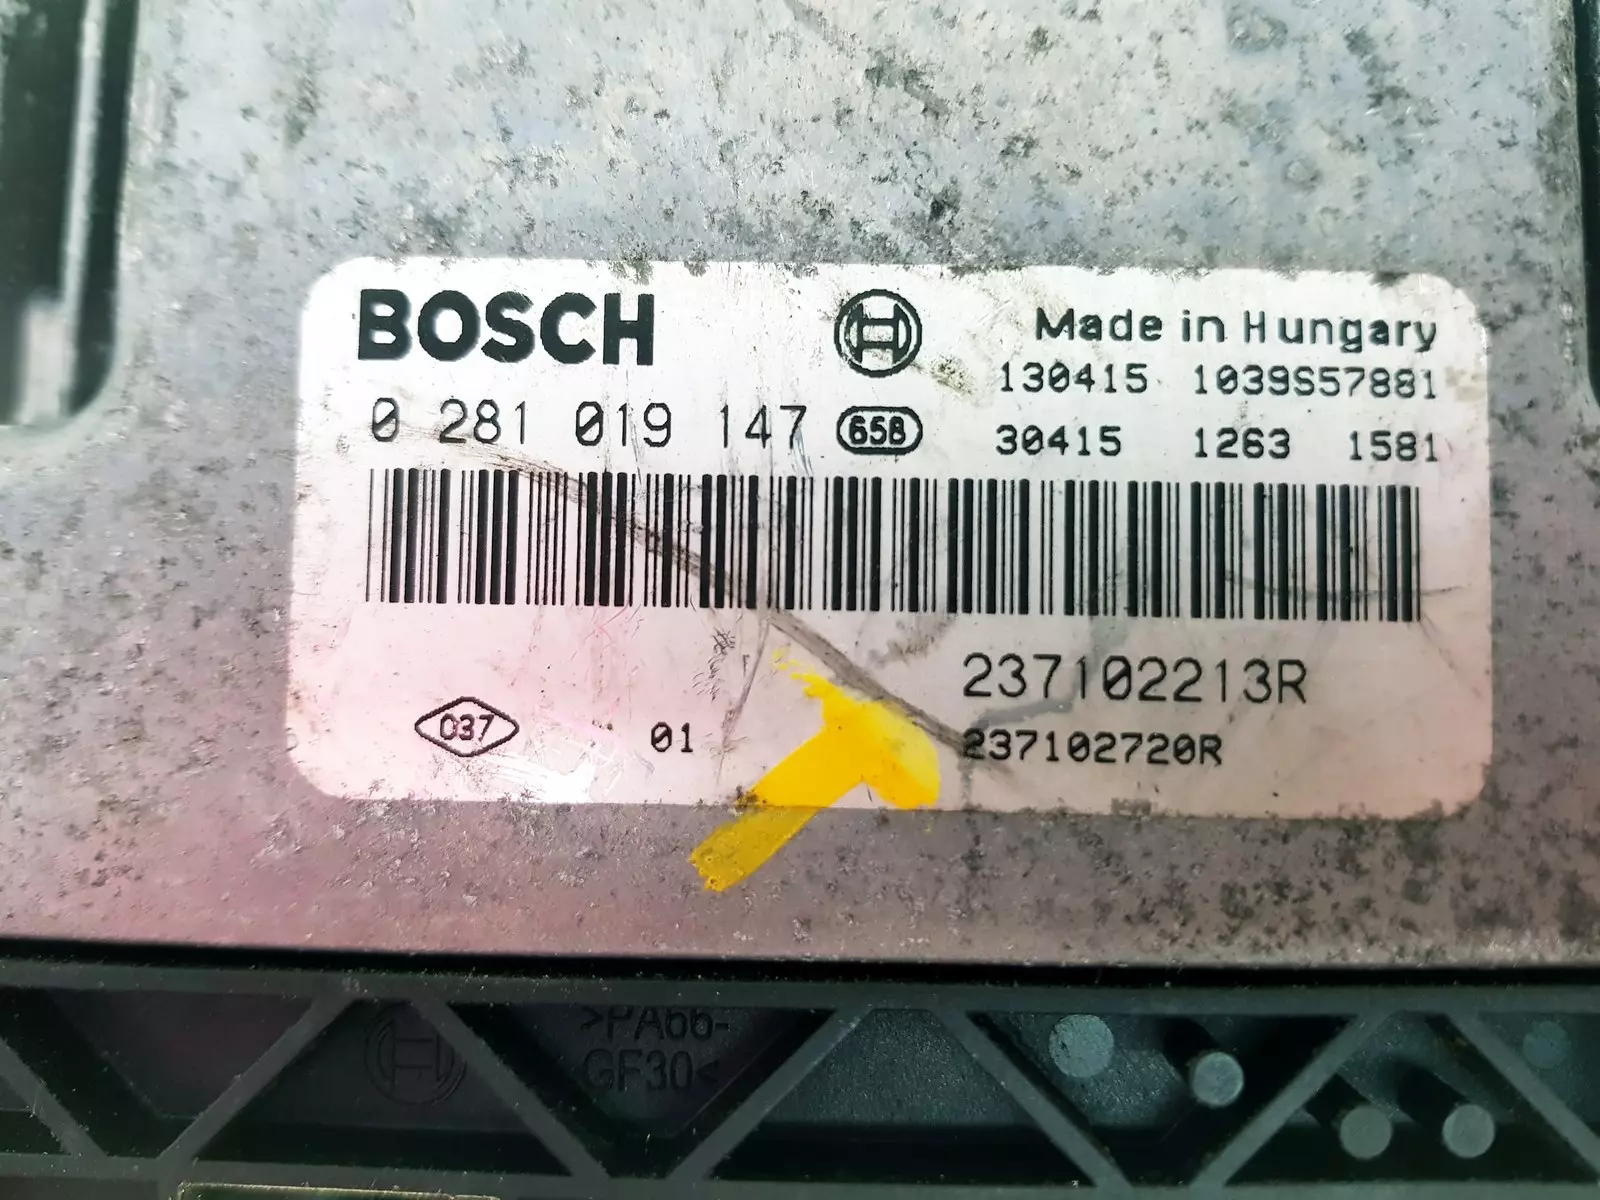 BOSCH
Made in Hungary
130415 1039S57881
0 281 019 147 65B 30415 1263 1581
237102213R
037 01 237102720R
>PA66-
GF30<